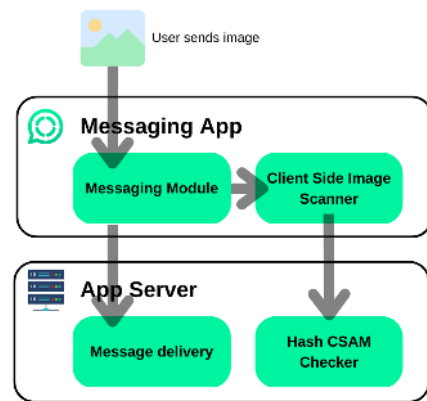 User sends image
Messaging App
Messaging Module
Client Side Image
Scanner
App Server
Message delivery
Hash CSAM
Checker